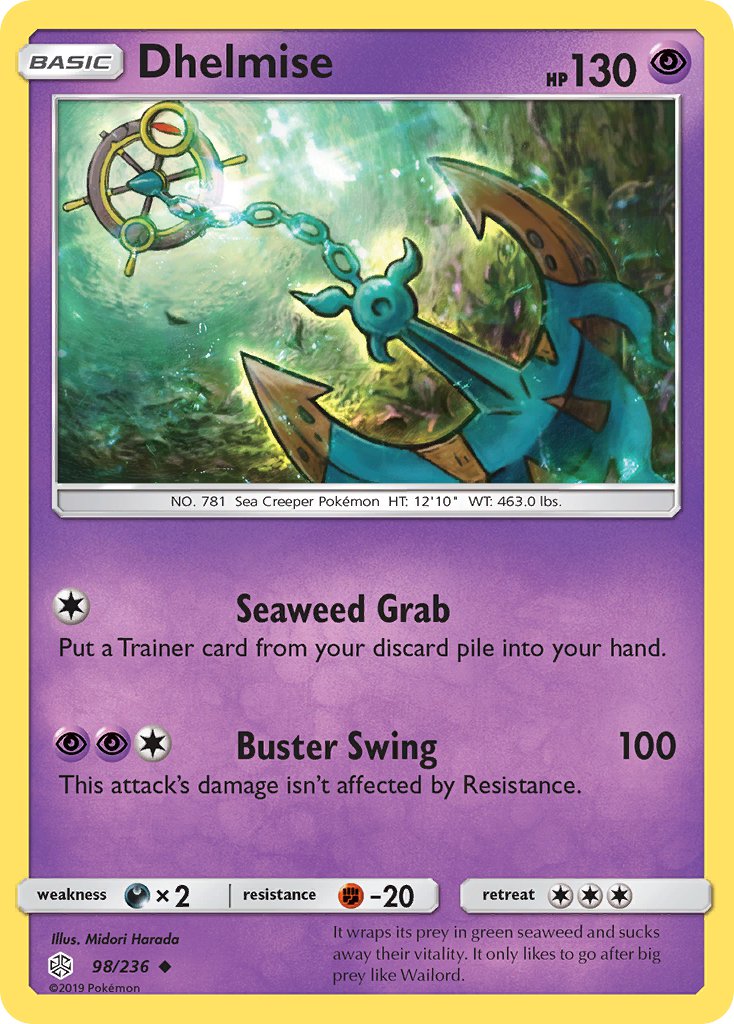 BASIC Dhelmise HP 130
NO. 781 Sea Creeper Pokémon HT: 12'10" WT: 463.0 lbs.
Seaweed Grab
Put a Trainer card from your discard pile into your hand.
Buster Swing 100
This attack's damage isn't affected by Resistance.
weakness ×2 resistance -20 retreat
Illus. Midori Harada
98/236
©2019 Pokémon
It wraps its prey in green seaweed and sucks
away their vitality. It only likes to go after big
prey like Wailord.